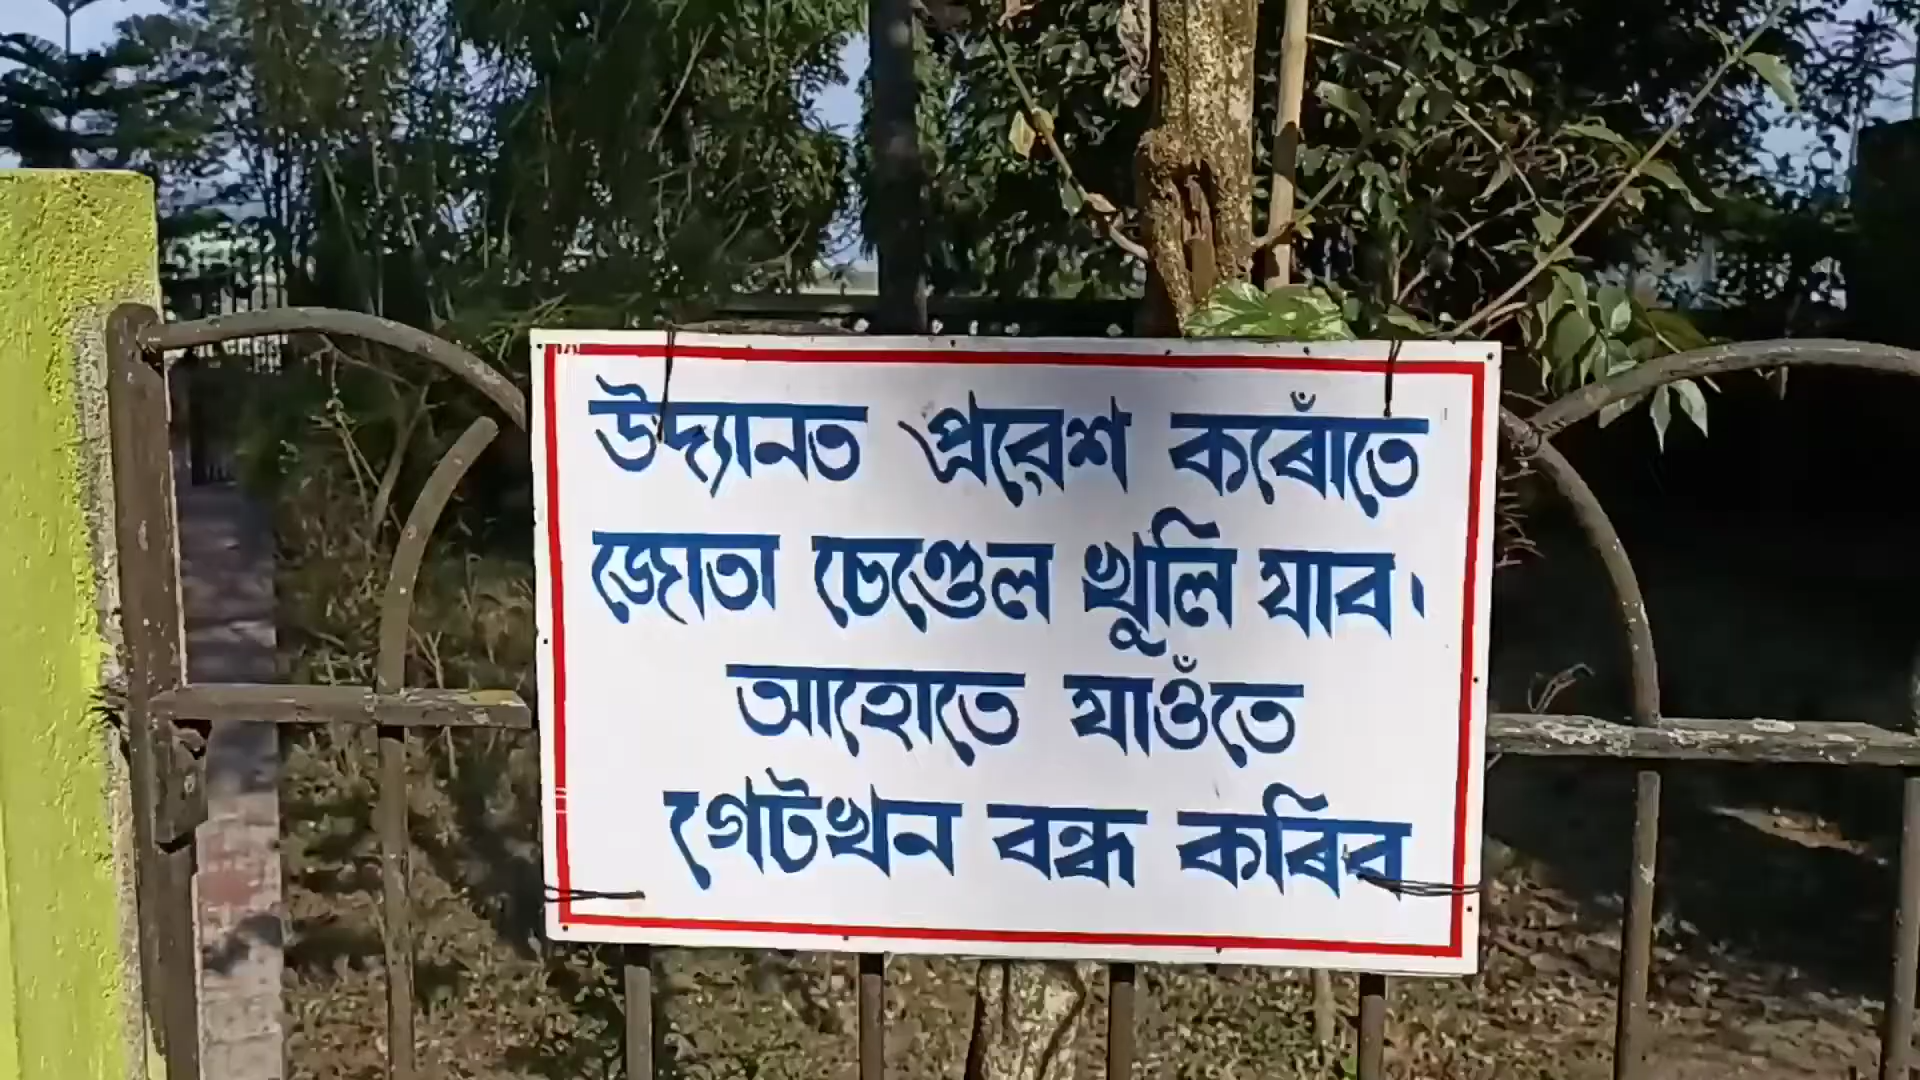 উদ্যানত প্ৰৱেশ কৰোঁতে
জোতা চেণ্ডেল খুলি যাব।
আহোতে যাওঁতে
গেটখন বন্ধ কৰিব